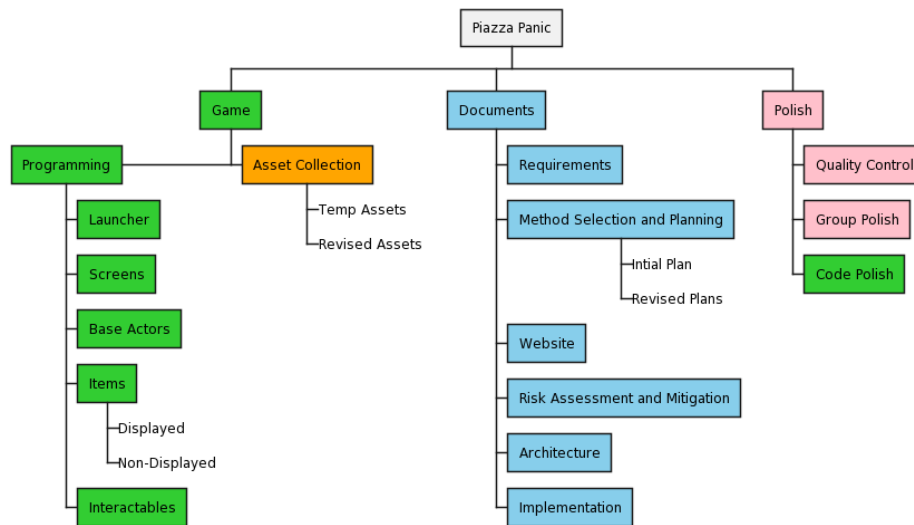 Piazza Panic
Game
Documents
Polish
Programming
Asset Collection
Requirements
Quality Control
Launcher
Temp Assets
Method Selection and Planning
Group Polish
Revised Assets
Screens
Intial Plan
Code Polish
Revised Plans
Base Actors
Website
Items
Risk Assessment and Mitigation
Displayed
Architecture
Non-Displayed
Interactables
Implementation